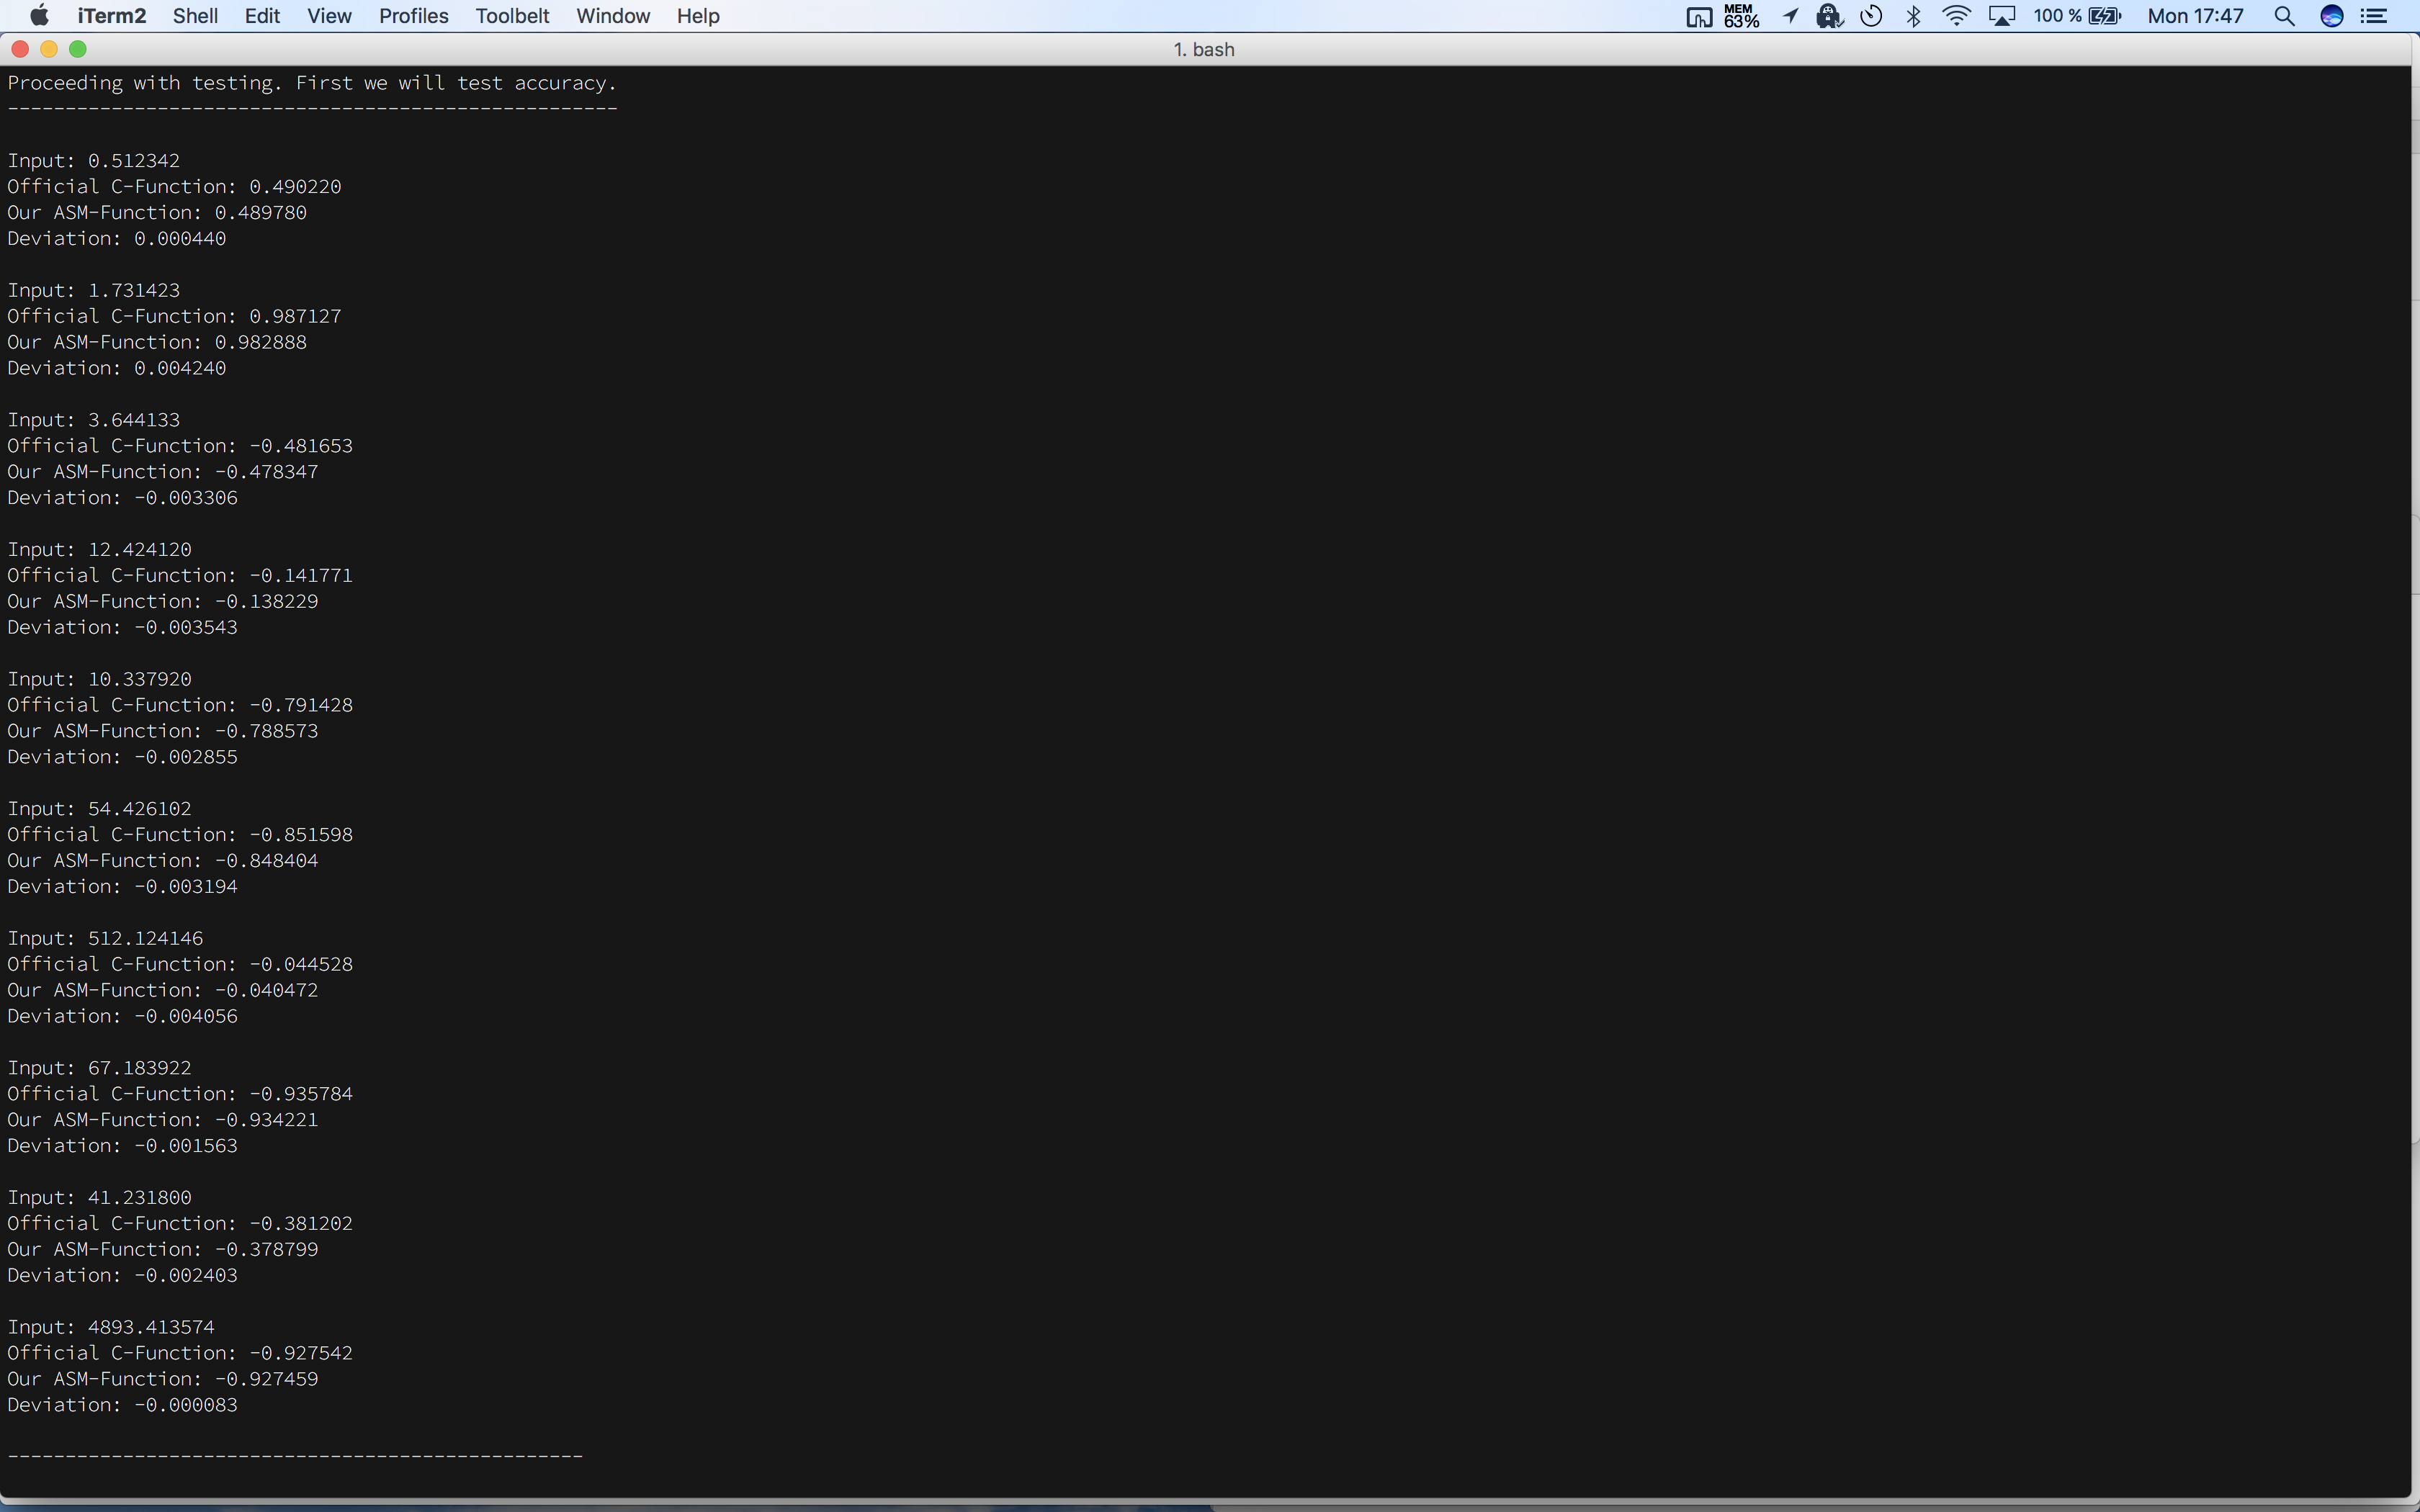 iTerm2 Shell Edit View Profiles Toolbelt Window Help MEM 63% 100 % Mon 17:47
1. bash
Proceeding with testing. First we will test accuracy.
-----------------------------------------------------
Input: 0.512342
Official C-Function: 0.490220
Our ASM-Function: 0.489780
Deviation: 0.000440
Input: 1.731423
Official C-Function: 0.987127
Our ASM-Function: 0.982888
Deviation: 0.004240
Input: 3.644133
Official C-Function: -0.481653
Our ASM-Function: -0.478347
Deviation: -0.003306
Input: 12.424120
Official C-Function: -0.141771
Our ASM-Function: -0.138229
Deviation: -0.003543
Input: 10.337920
Official C-Function: -0.791428
Our ASM-Function: -0.788573
Deviation: -0.002855
Input: 54.426102
Official C-Function: -0.851598
Our ASM-Function: -0.848404
Deviation: -0.003194
Input: 512.124146
Official C-Function: -0.044528
Our ASM-Function: -0.040472
Deviation: -0.004056
Input: 67.183922
Official C-Function: -0.935784
Our ASM-Function: -0.934221
Deviation: -0.001563
Input: 41.231800
Official C-Function: -0.381202
Our ASM-Function: -0.378799
Deviation: -0.002403
Input: 4893.413574
Official C-Function: -0.927542
Our ASM-Function: -0.927459
Deviation: -0.000083
--------------------------------------------------